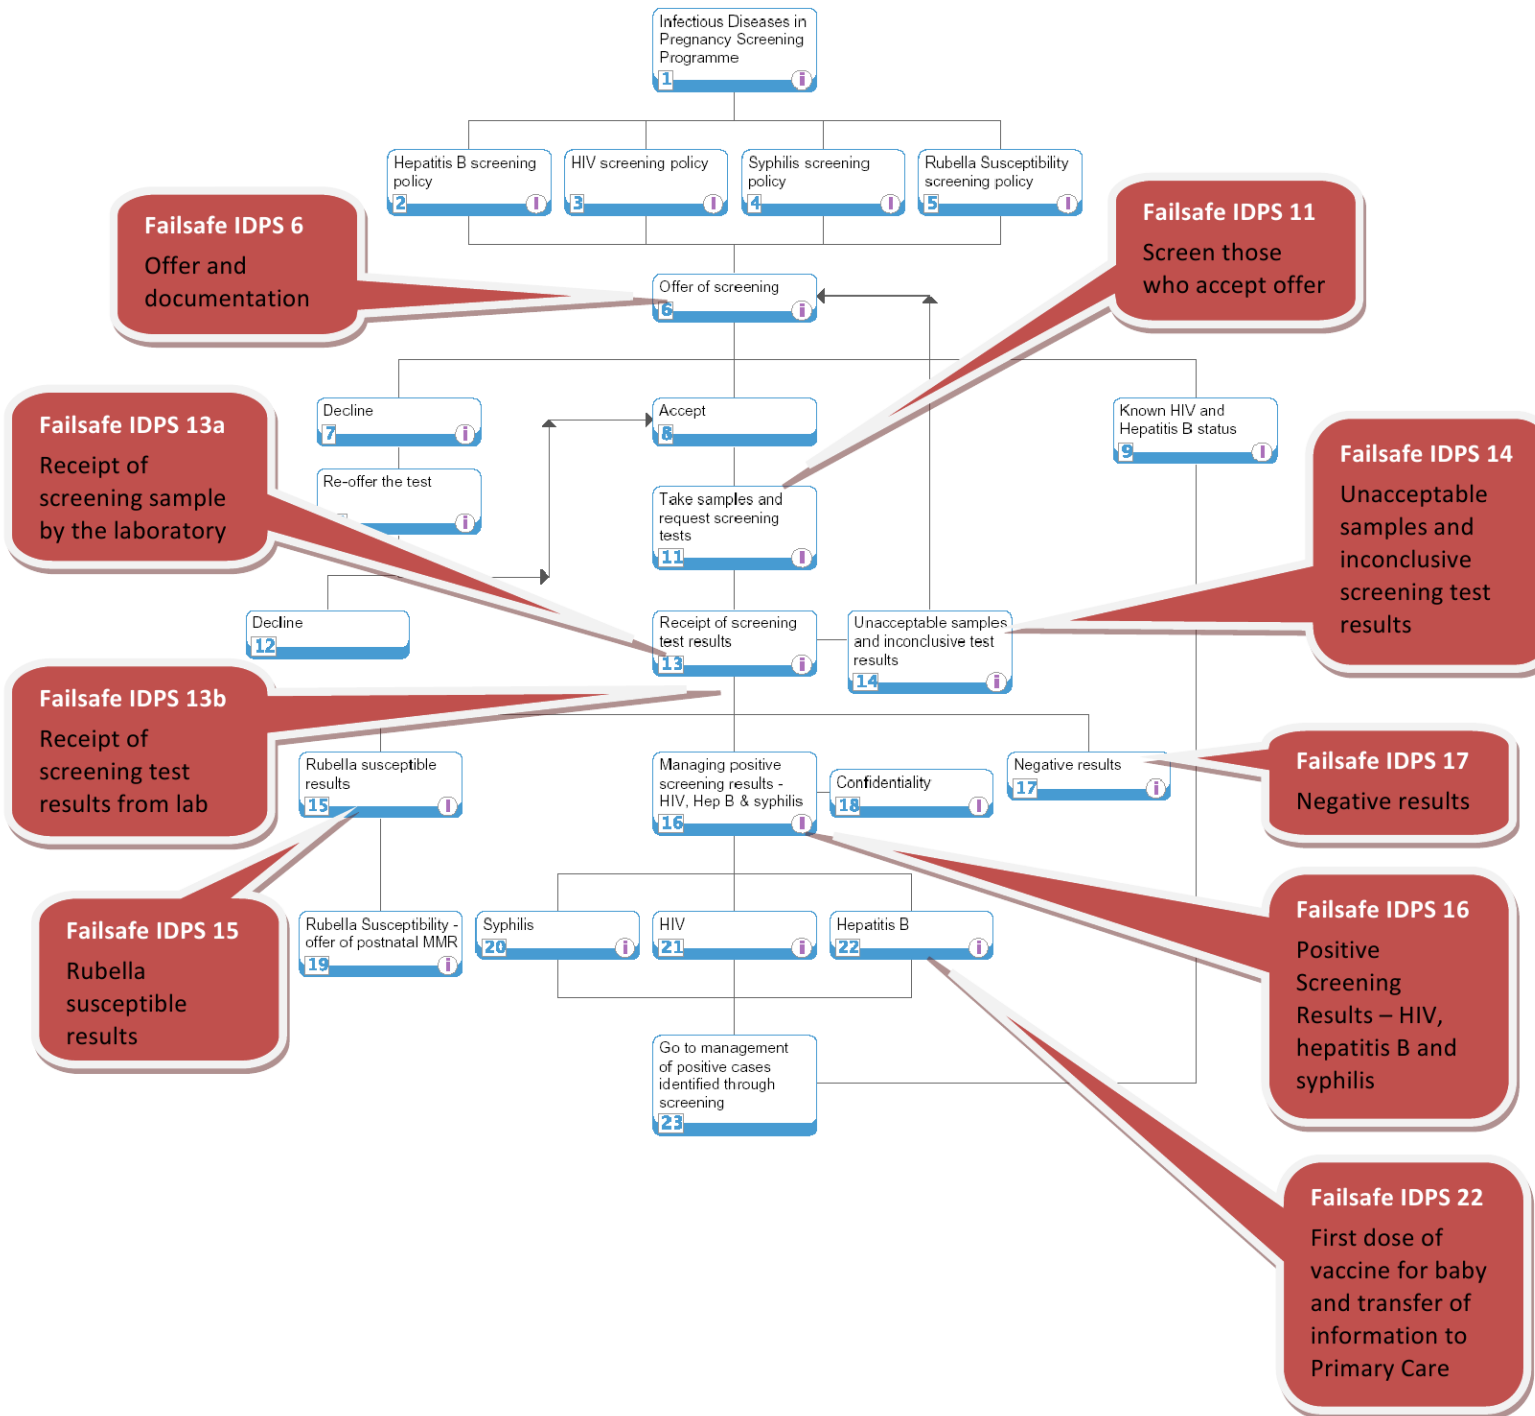 Infectious Diseases in
Pregnancy Screening
Programme
1 i
Hepatitis B screening
policy
2 i
HIV screening policy
3 i
Syphilis screening
policy
4 i
Rubella Susceptibility
screening policy
5 i
Failsafe IDPS 6
Offer and
documentation
Failsafe IDPS 11
Screen those
who accept offer
Offer of screening
6 i
Failsafe IDPS 13a
Receipt of
screening sample
by the laboratory
Decline
7 i
Accept
8
Known HIV and
Hepatitis B status
9 i
Failsafe IDPS 14
Unacceptable
samples and
inconclusive
screening test
results
Re-offer the test
i
Take samples and
request screening
tests
11 i
Decline
12
Receipt of screening
test results
13 i
Unacceptable samples
and inconclusive test
results
14 i
Failsafe IDPS 13b
Receipt of
screening test
results from lab
Rubella susceptible
results
15 i
Managing positive
screening results -
HIV, Hep B & syphilis
16 i
Confidentiality
18 i
Negative results
17 i
Failsafe IDPS 17
Negative results
Failsafe IDPS 15
Rubella
susceptible
results
Rubella Susceptibility -
offer of postnatal MMR
19 i
Syphilis
20 i
HIV
21 i
Hepatitis B
22 i
Failsafe IDPS 16
Positive
Screening
Results – HIV,
hepatitis B and
syphilis
Go to management
of positive cases
identified through
screening
23
Failsafe IDPS 22
First dose of
vaccine for baby
and transfer of
information to
Primary Care